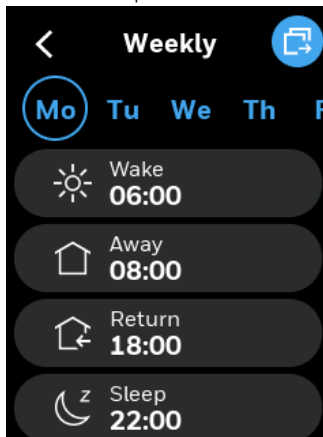 Weekly
Mo Tu We Th F
Wake
06:00
Away
08:00
Return
18:00
z
Sleep
22:00